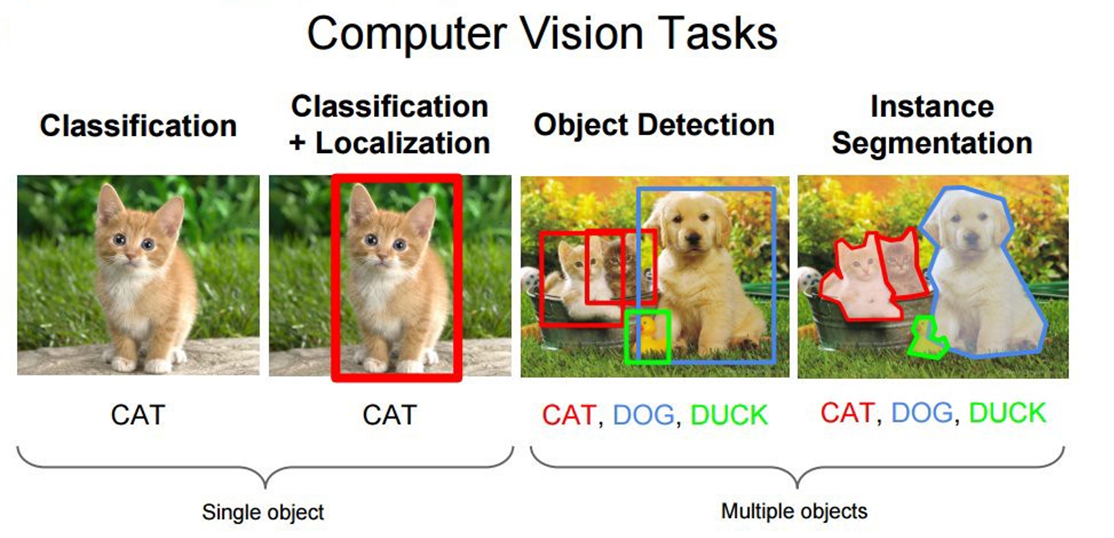 Computer Vision Tasks
Classification
Classification
+ Localization
Object Detection
Instance
Segmentation
CAT
CAT
CAT, DOG, DUCK
CAT, DOG, DUCK
Single object
Multiple objects